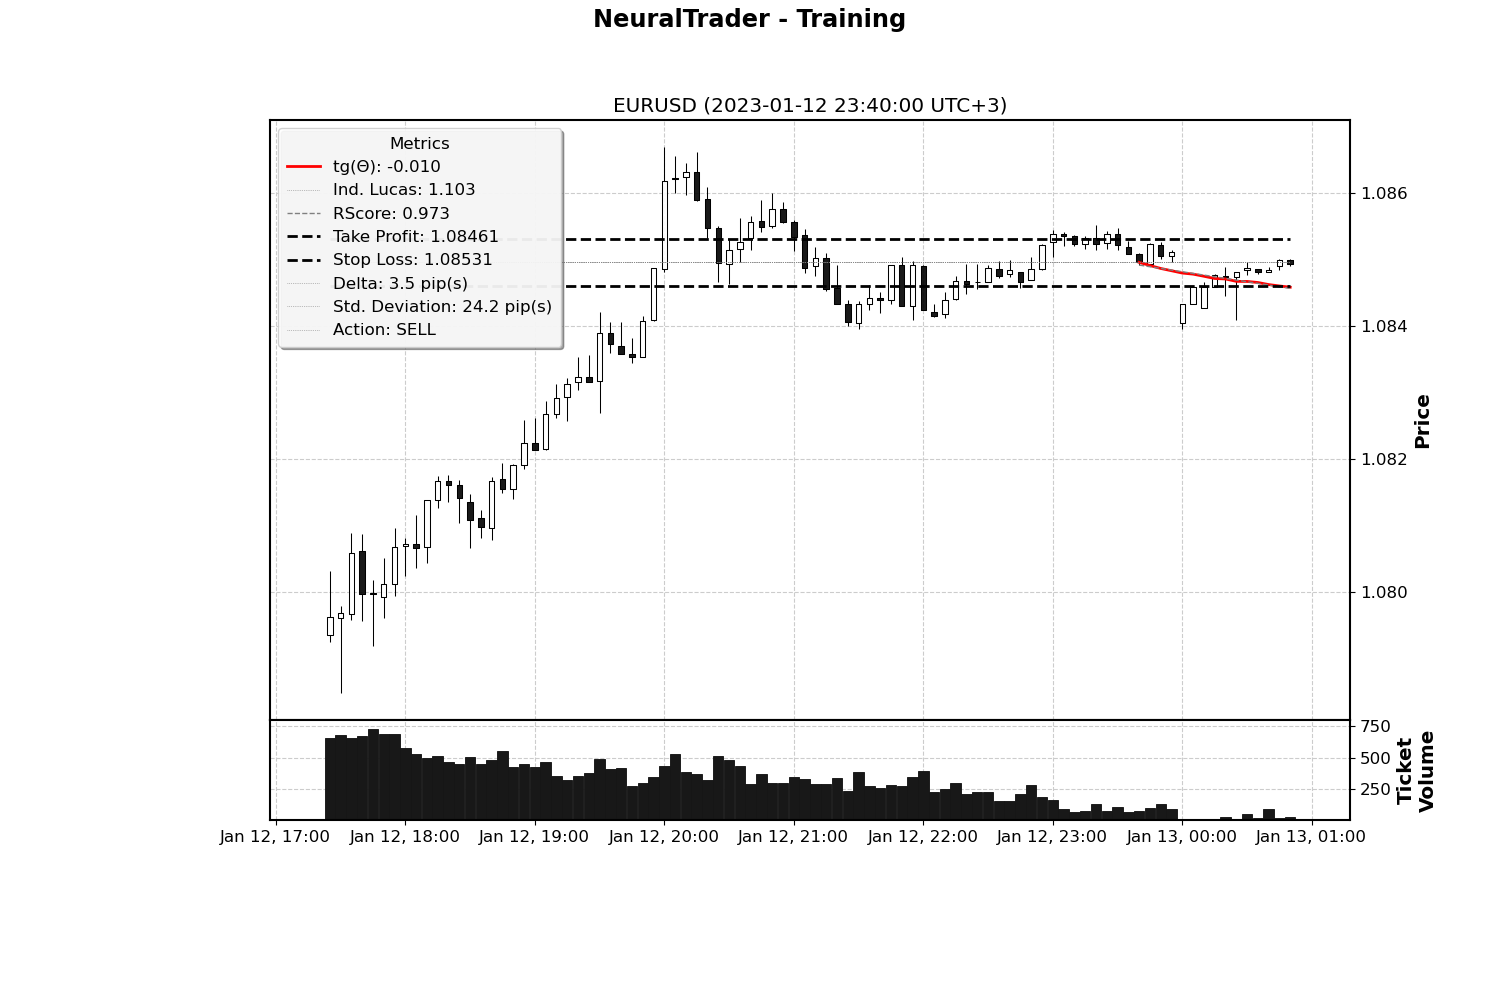 NeuralTrader - Training
EURUSD (2023-01-12 23:40:00 UTC+3)
Metrics
tg(Θ): -0.010
Ind. Lucas: 1.103
RScore: 0.973
Take Profit: 1.08461
Stop Loss: 1.08531
Delta: 3.5 pip(s)
Std. Deviation: 24.2 pip(s)
Action: SELL
1.086
1.084
1.082
1.080
Price
750
500
250
Ticket
Volume
Jan 12, 17:00 Jan 12, 18:00 Jan 12, 19:00 Jan 12, 20:00 Jan 12, 21:00 Jan 12, 22:00 Jan 12, 23:00 Jan 13, 00:00 Jan 13, 01:00